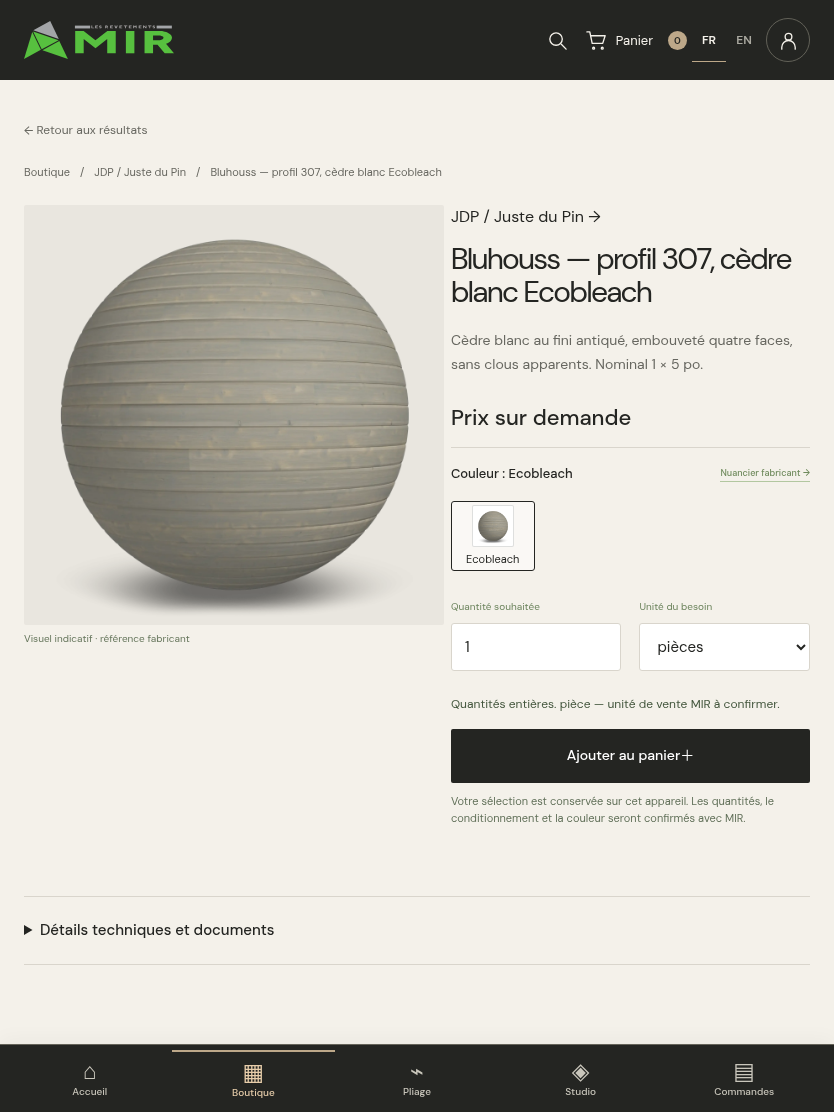 LES REVÊTEMENTS
MIR
Panier 0 FR EN
← Retour aux résultats
Boutique / JDP / Juste du Pin / Bluhouss — profil 307, cèdre blanc Ecobleach
JDP / Juste du Pin →
Bluhouss — profil 307, cèdre
blanc Ecobleach
Cèdre blanc au fini antiqué, embouveté quatre faces,
sans clous apparents. Nominal 1 × 5 po.
Prix sur demande
Couleur : Ecobleach
Nuancier fabricant →
Ecobleach
Quantité souhaitée
Unité du besoin
1
pièces
Visuel indicatif · référence fabricant
Quantités entières. pièce — unité de vente MIR à confirmer.
Ajouter au panier+
Votre sélection est conservée sur cet appareil. Les quantités, le
conditionnement et la couleur seront confirmés avec MIR.
Détails techniques et documents
Accueil
Boutique
Pliage
Studio
Commandes